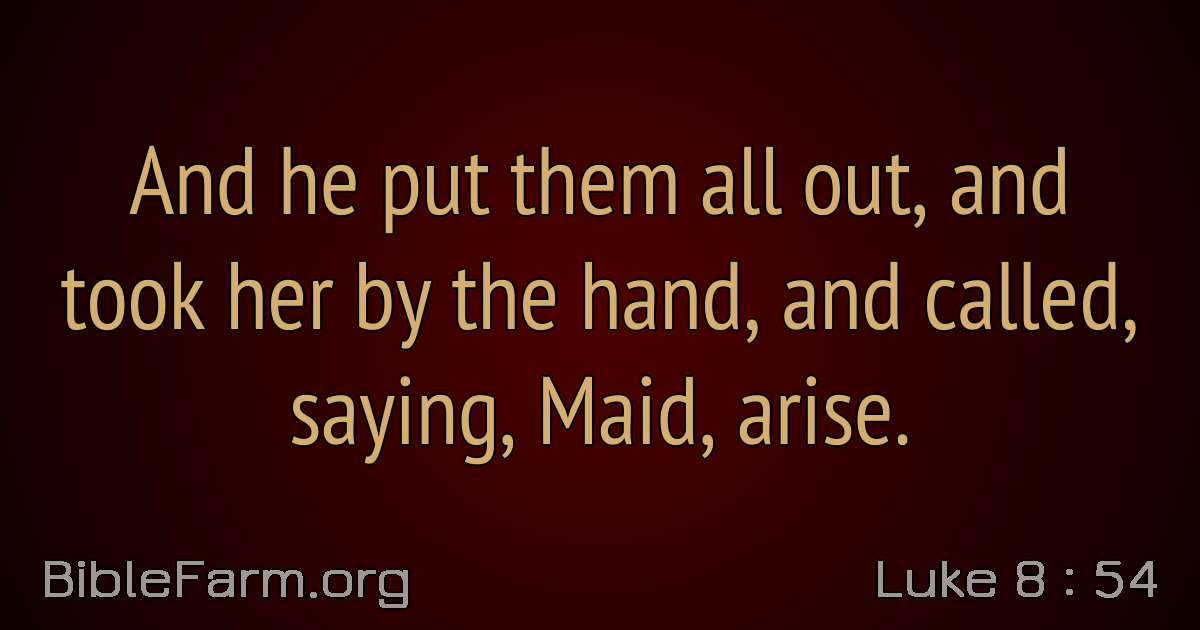 And he put them all out, and
took her by the hand, and called,
saying, Maid, arise.
BibleFarm.org
Luke 8 : 54